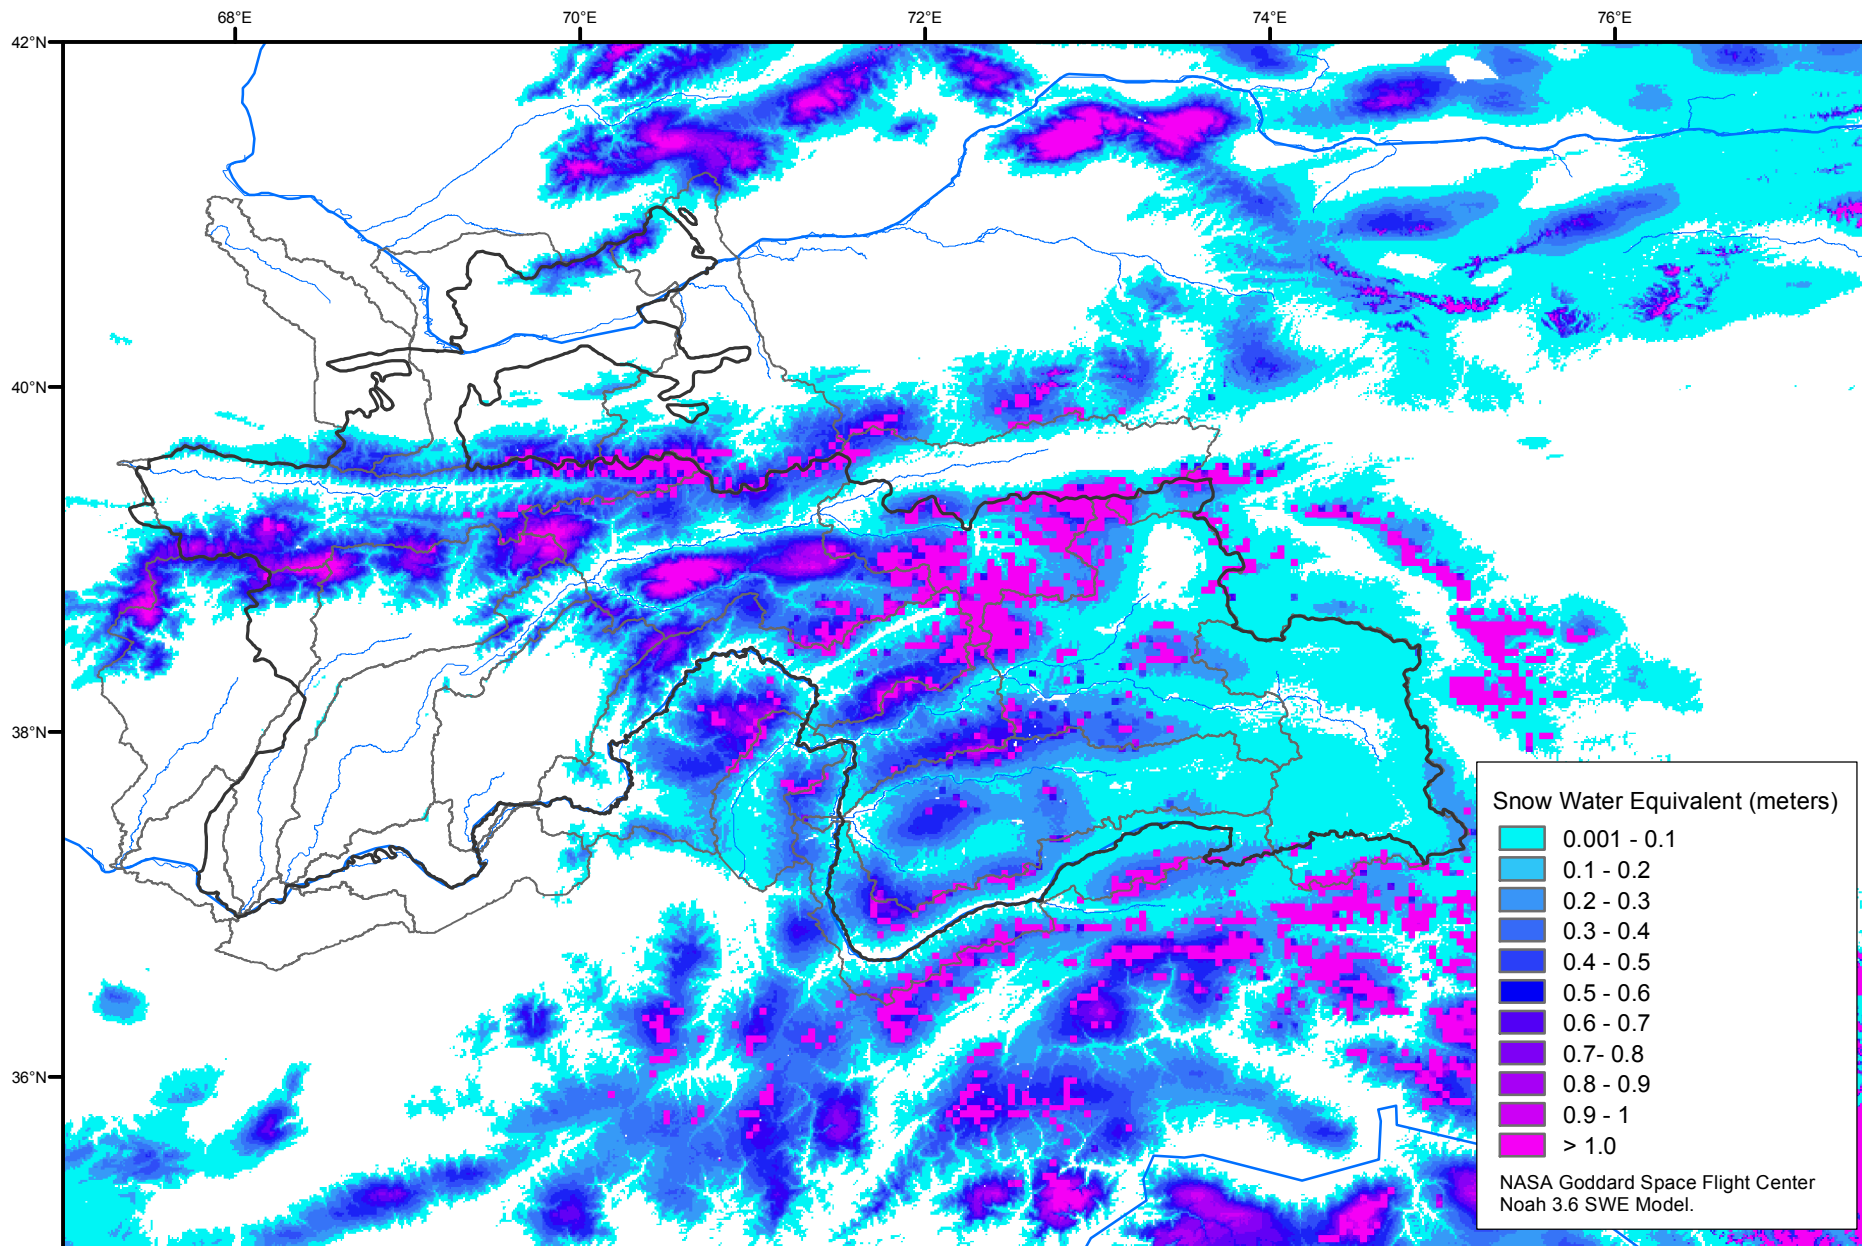 68°E
70°E
72°E
74°E
76°E
42°N
40°N
38°N
36°N
Snow Water Equivalent (meters)
0.001 - 0.1
0.1 - 0.2
0.2 - 0.3
0.3 - 0.4
0.4 - 0.5
0.5 - 0.6
0.6 - 0.7
0.7- 0.8
0.8 - 0.9
0.9 - 1
> 1.0
NASA Goddard Space Flight Center
Noah 3.6 SWE Model.